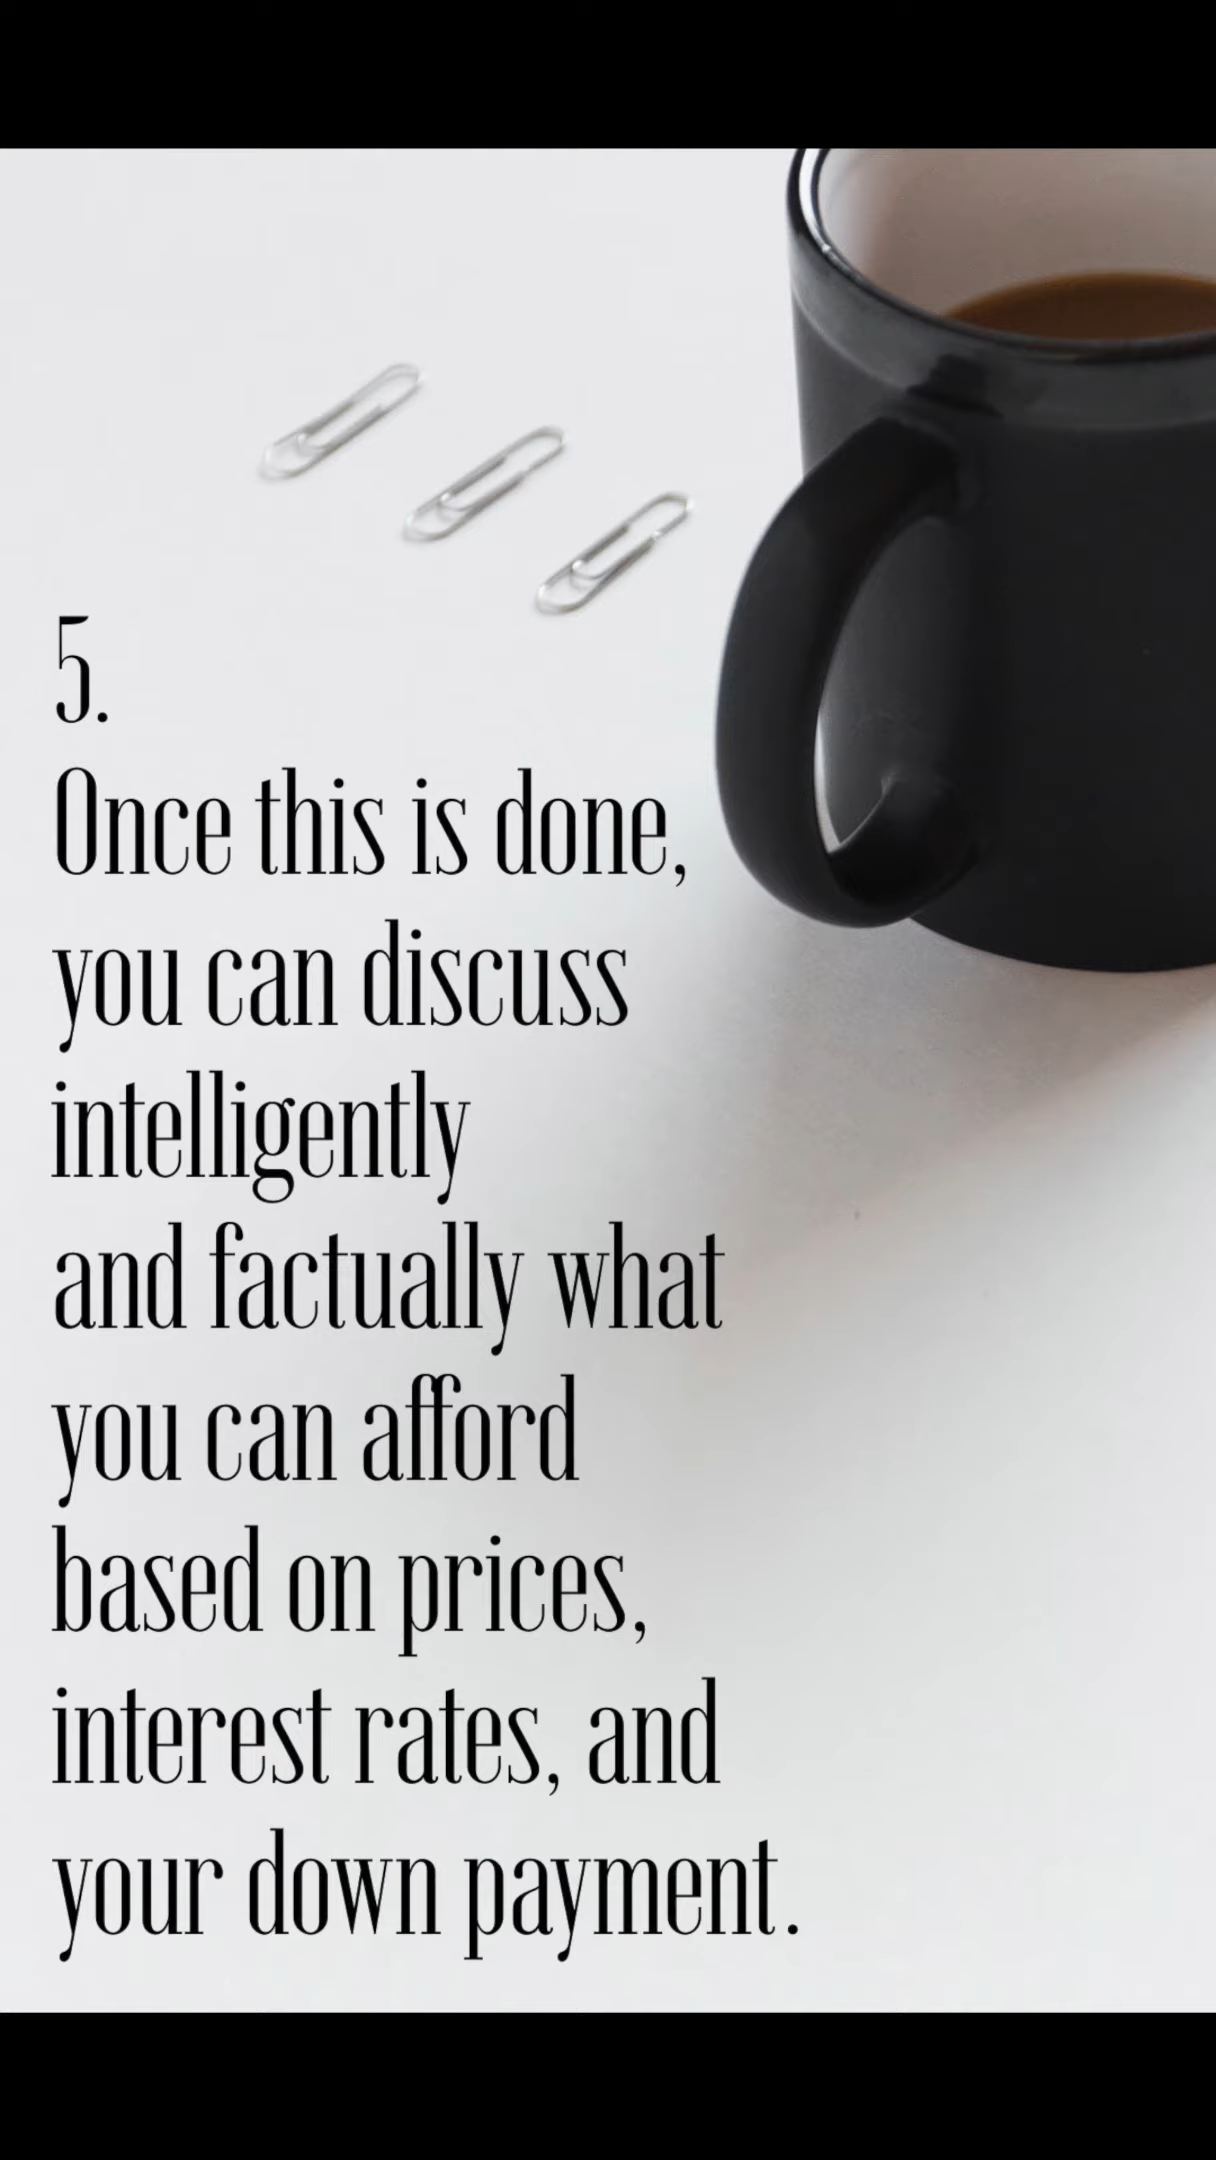 5.
Once this is done,
you can discuss
intelligently
and factually what
you can afford
based on prices,
interest rates, and
your down payment.